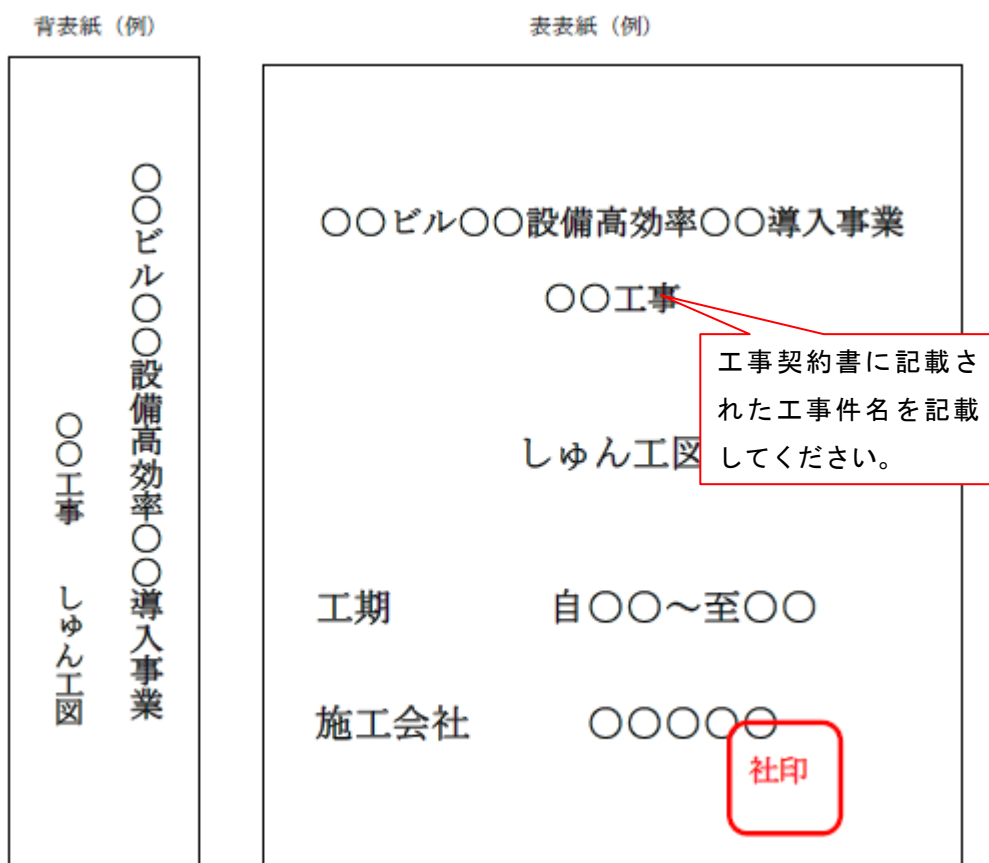 背表紙（例）
〇〇ビル〇〇設備高効率〇〇導入事業
〇〇工事　しゅん工図
表表紙（例）
〇〇ビル〇〇設備高効率〇〇導入事業
〇〇工事
工事契約書に記載さ
れた工事件名を記載
してください。
しゅん工図
工期　自〇〇～至〇〇
施工会社　〇〇〇〇〇
社印